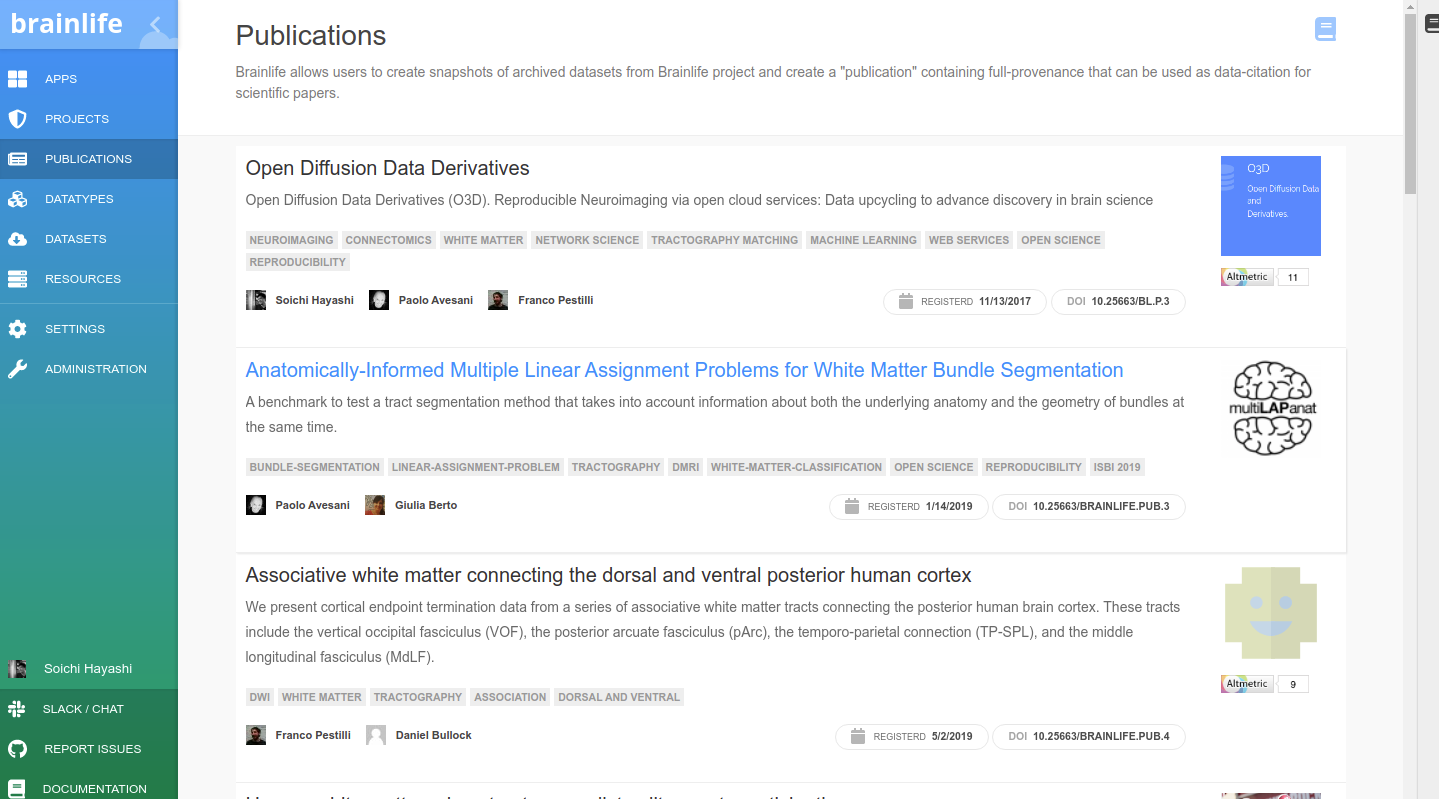 brainlife
APPS
PROJECTS
PUBLICATIONS
DATATYPES
DATASETS
RESOURCES
SETTINGS
ADMINISTRATION
Soichi Hayashi
SLACK / CHAT
REPORT ISSUES
DOCUMENTATION
Publications
Brainlife allows users to create snapshots of archived datasets from Brainlife project and create a "publication" containing full-provenance that can be used as data-citation for
scientific papers.
Open Diffusion Data Derivatives
Open Diffusion Data Derivatives (O3D). Reproducible Neuroimaging via open cloud services: Data upcycling to advance discovery in brain science
NEUROIMAGING CONNECTOMICS WHITE MATTER NETWORK SCIENCE TRACTOGRAPHY MATCHING MACHINE LEARNING WEB SERVICES OPEN SCIENCE
REPRODUCIBILITY
Soichi Hayashi Paolo Avesani Franco Pestilli REGISTERD 11/13/2017 DOI 10.25663/BL.P.3
O3D
Open Diffusion Data
and
Derivatives.
Altmetric 11
Anatomically-Informed Multiple Linear Assignment Problems for White Matter Bundle Segmentation
A benchmark to test a tract segmentation method that takes into account information about both the underlying anatomy and the geometry of bundles at
the same time.
BUNDLE-SEGMENTATION LINEAR-ASSIGNMENT-PROBLEM TRACTOGRAPHY DMRI WHITE-MATTER-CLASSIFICATION OPEN SCIENCE REPRODUCIBILITY ISBI 2019
Paolo Avesani Giulia Berto REGISTERD 1/14/2019 DOI 10.25663/BRAINLIFE.PUB.3
multiLAPanat
Associative white matter connecting the dorsal and ventral posterior human cortex
We present cortical endpoint termination data from a series of associative white matter tracts connecting the posterior human brain cortex. These tracts
include the vertical occipital fasciculus (VOF), the posterior arcuate fasciculus (pArc), the temporo-parietal connection (TP-SPL), and the middle
longitudinal fasciculus (MdLF).
DWI WHITE MATTER TRACTOGRAPHY ASSOCIATION DORSAL AND VENTRAL
Franco Pestilli Daniel Bullock REGISTERD 5/2/2019 DOI 10.25663/BRAINLIFE.PUB.4
Altmetric 9